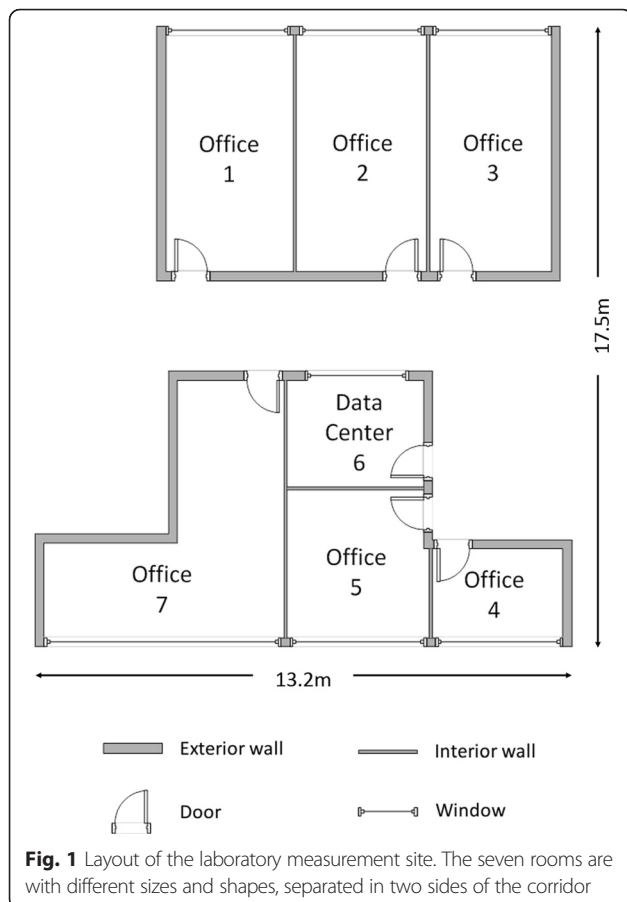 Office
1
Office
2
Office
3
17.5m
Data
Center
6
Office
7
Office
5
Office
4
13.2m
Exterior wall
Interior wall
Door
Window
Fig. 1 Layout of the laboratory measurement site. The seven rooms are
with different sizes and shapes, separated in two sides of the corridor